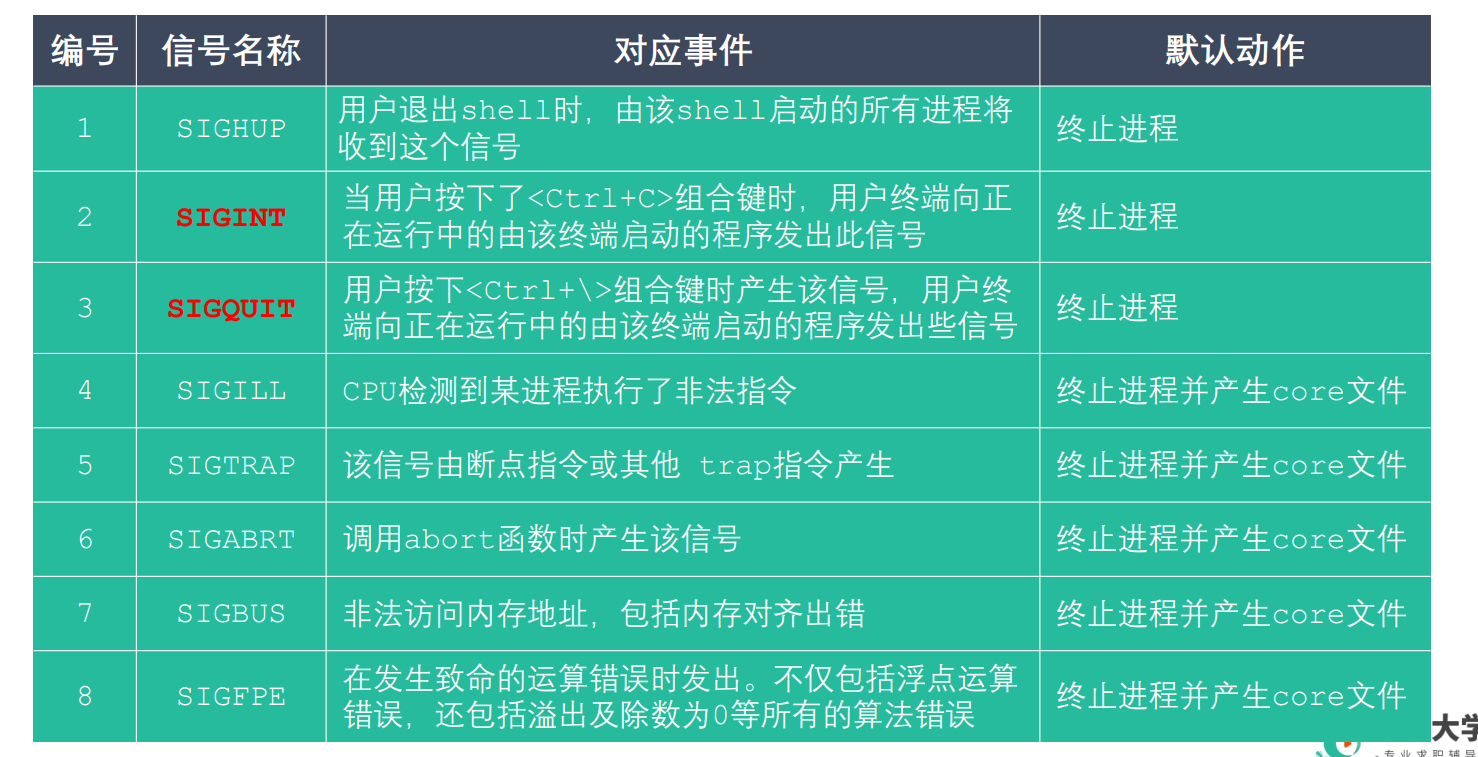 编号 信号名称 对应事件 默认动作
1 SIGHUP 用户退出shell时，由该shell启动的所有进程将
收到这个信号 终止进程
2 SIGINT 当用户按下了<Ctrl+C>组合键时，用户终端向正
在运行中的由该终端启动的程序发出此信号 终止进程
3 SIGQUIT 用户按下<Ctrl+\>组合键时产生该信号，用户终
端向正在运行中的由该终端启动的程序发出些信号 终止进程
4 SIGILL CPU检测到某进程执行了非法指令 终止进程并产生core文件
5 SIGTRAP 该信号由断点指令或其他 trap指令产生 终止进程并产生core文件
6 SIGABRT 调用abort函数时产生该信号 终止进程并产生core文件
7 SIGBUS 非法访问内存地址，包括内存对齐出错 终止进程并产生core文件
8 SIGFPE 在发生致命的运算错误时发出。不仅包括浮点运算
错误，还包括溢出及除数为0等所有的算法错误 终止进程并产生core文件
大学
-专业求职辅导